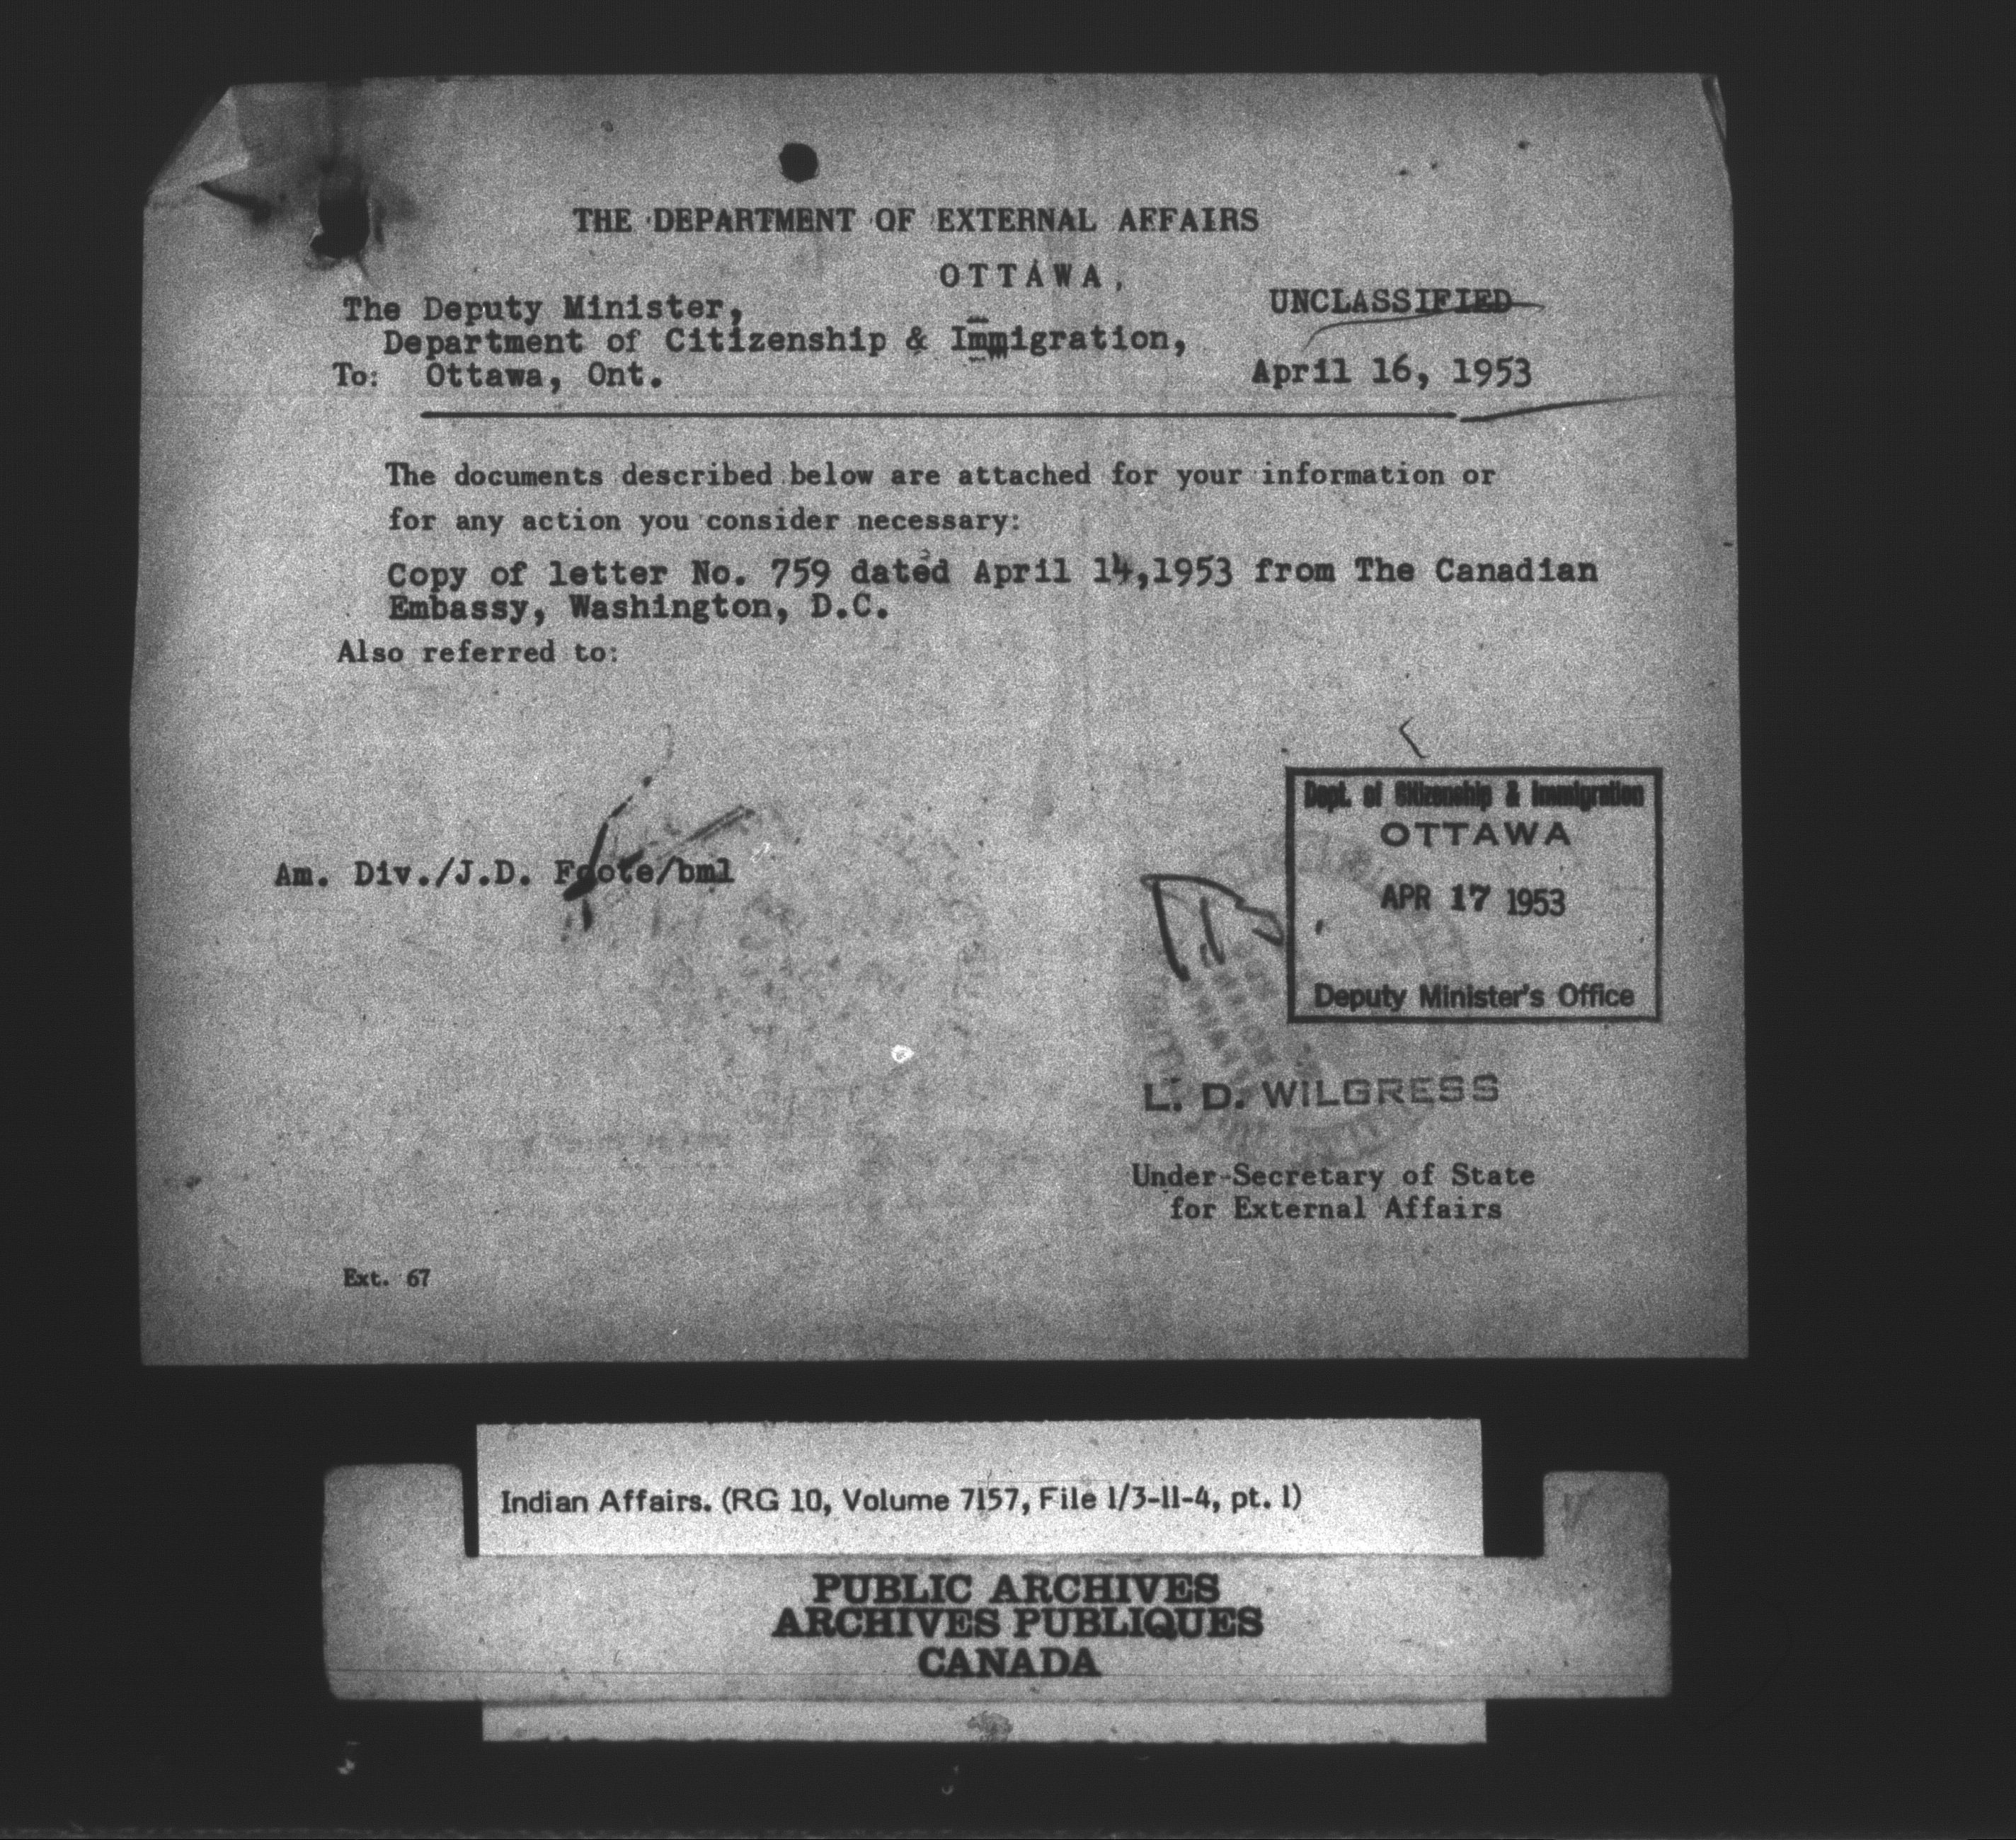 THE DEPARTMENT OF EXTERNAL AFFAIRS
OTTAWA,
UNCLASSIFIED
The Deputy Minister,
Department of Citizenship & Immigration,
To: Ottawa, Ont.
April 16, 1953
The documents described below are attached for your information or
for any action you consider necessary:
Copy of letter No. 759 dated April 14,1953 from The Canadian
Embassy, Washington, D.C.
Also referred to:
Dept. of Citizenship & Immigration
OTTAWA
APR 17 1953
Deputy Minister's Office
Am. Div./J.D. Foote/bml
L. D. WILGRESS
Under-Secretary of State
for External Affairs
Ext. 67
Indian Affairs. (RG 10, Volume 7157, File 1/3-11-4, pt. 1)
PUBLIC ARCHIVES
ARCHIVES PUBLIQUES
CANADA